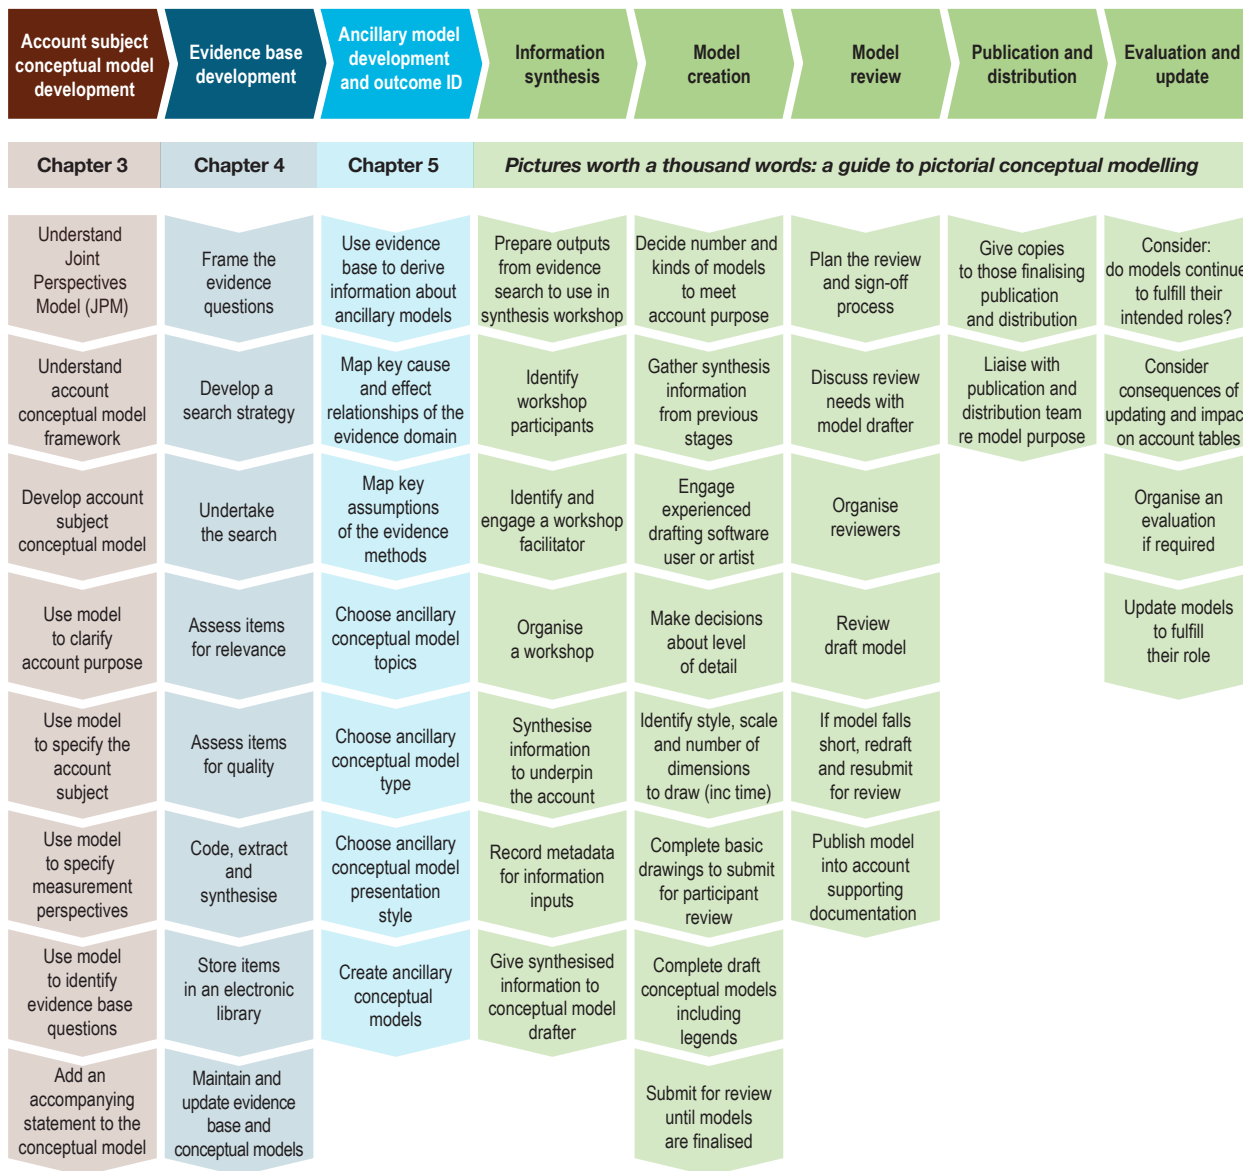 Account subject
conceptual model
development
Evidence base
development
Ancillary model
development
and outcome ID
Information
synthesis
Model
creation
Model
review
Publication and
distribution
Evaluation and
update
Chapter 3
Chapter 4
Chapter 5
Pictures worth a thousand words: a guide to pictorial conceptual modelling
Understand
Joint
Perspectives
Model (JPM)
Understand
account
conceptual model
framework
Develop account
subject
conceptual model
Use model
to clarify
account purpose
Use model
to specify the
account
subject
Use model
to specify
measurement
perspectives
Use model
to identify
evidence base
questions
Add an
accompanying
statement to the
conceptual model
Frame the
evidence
questions
Develop a
search strategy
Undertake
the search
Assess items
for relevance
Assess items
for quality
Code, extract
and
synthesise
Store items
in an electronic
library
Maintain and
update evidence
base and
conceptual models
Use evidence
base to derive
information about
ancillary models
Map key cause
and effect
relationships of the
evidence domain
Map key
assumptions
of the evidence
methods
Choose ancillary
conceptual model
topics
Choose ancillary
conceptual model
type
Choose ancillary
conceptual model
presentation
style
Create ancillary
conceptual
models
Prepare outputs
from evidence
search to use in
synthesis workshop
Identify
workshop
participants
Identify and
engage a workshop
facilitator
Organise
a workshop
Synthesise
information
to underpin
the account
Record metadata
for information
inputs
Give synthesised
information to
conceptual model
drafter
Decide number and
kinds of models
to meet
account purpose
Gather synthesis
information
from previous
stages
Engage
experienced
drafting software
user or artist
Make decisions
about level
of detail
Identify style, scale
and number of
dimensions
to draw (inc time)
Complete basic
drawings to submit
for participant
review
Complete draft
conceptual models
including
legends
Submit for review
until models
are finalised
Plan the review
and sign-off
process
Discuss review
needs with
model drafter
Organise
reviewers
Review
draft model
If model falls
short, redraft
and resubmit
for review
Publish model
into account
supporting
documentation
Give copies
to those finalising
publication
and distribution
Liaise with
publication and
distribution team
re model purpose
Consider:
do models continue
to fulfill their
intended roles?
Consider
consequences of
updating and impact
on account tables
Organise an
evaluation
if required
Update models
to fulfill
their role